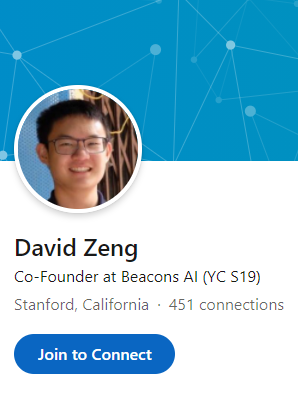 David Zeng
Co-Founder at Beacons AI (YC S19)
Stanford, California · 451 connections
Join to Connect